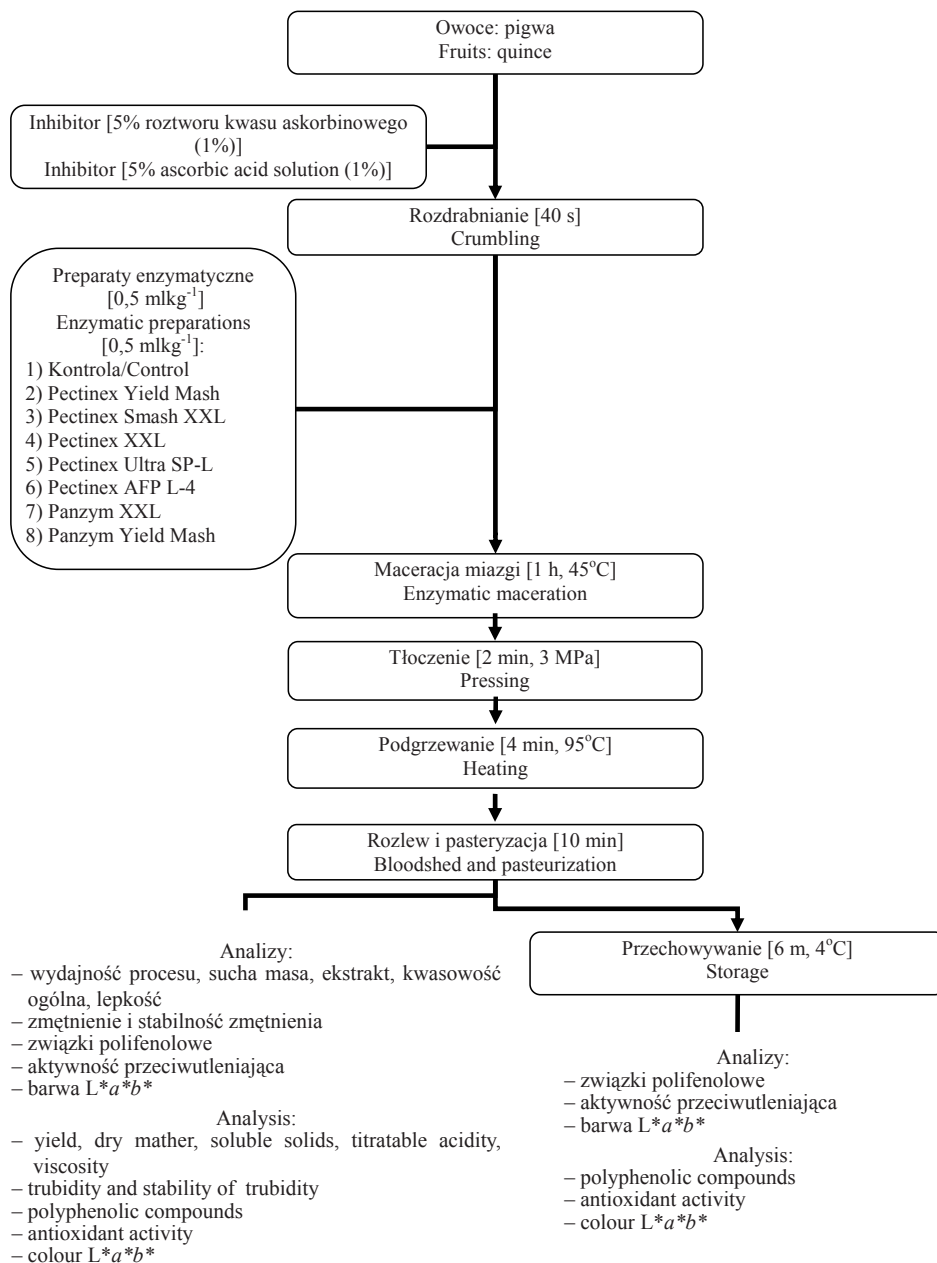 Owoce: pigwa
Fruits: quince
Inhibitor [5% roztworu kwasu askorbinowego
(1%)]
Inhibitor [5% ascorbic acid solution (1%)]
Rozdrabnianie [40 s]
Crumbling
Preparaty enzymatyczne
[0,5 mlkg⁻¹]
Enzymatic preparations
[0,5 mlkg⁻¹]:
1) Kontrola/Control
2) Pectinex Yield Mash
3) Pectinex Smash XXL
4) Pectinex XXL
5) Pectinex Ultra SP-L
6) Pectinex AFP L-4
7) Panzym XXL
8) Panzym Yield Mash
Maceracja miazgi [1 h, 45°C]
Enzymatic maceration
Tłoczenie [2 min, 3 MPa]
Pressing
Podgrzewanie [4 min, 95°C]
Heating
Rozlew i pasteryzacja [10 min]
Bloodshed and pasteurization
Analizy:
– wydajność procesu, sucha masa, ekstrakt, kwasowość
ogólna, lepkość
– zmętnienie i stabilność zmętnienia
– związki polifenolowe
– aktywność przeciwutleniająca
– barwa L*a*b*
Analysis:
– yield, dry mather, soluble solids, titratable acidity,
viscosity
– trubidity and stability of trubidity
– polyphenolic compounds
– antioxidant activity
– colour L*a*b*
Przechowywanie [6 m, 4°C]
Storage
Analizy:
– związki polifenolowe
– aktywność przeciwutleniająca
– barwa L*a*b*
Analysis:
– polyphenolic compounds
– antioxidant activity
– colour L*a*b*